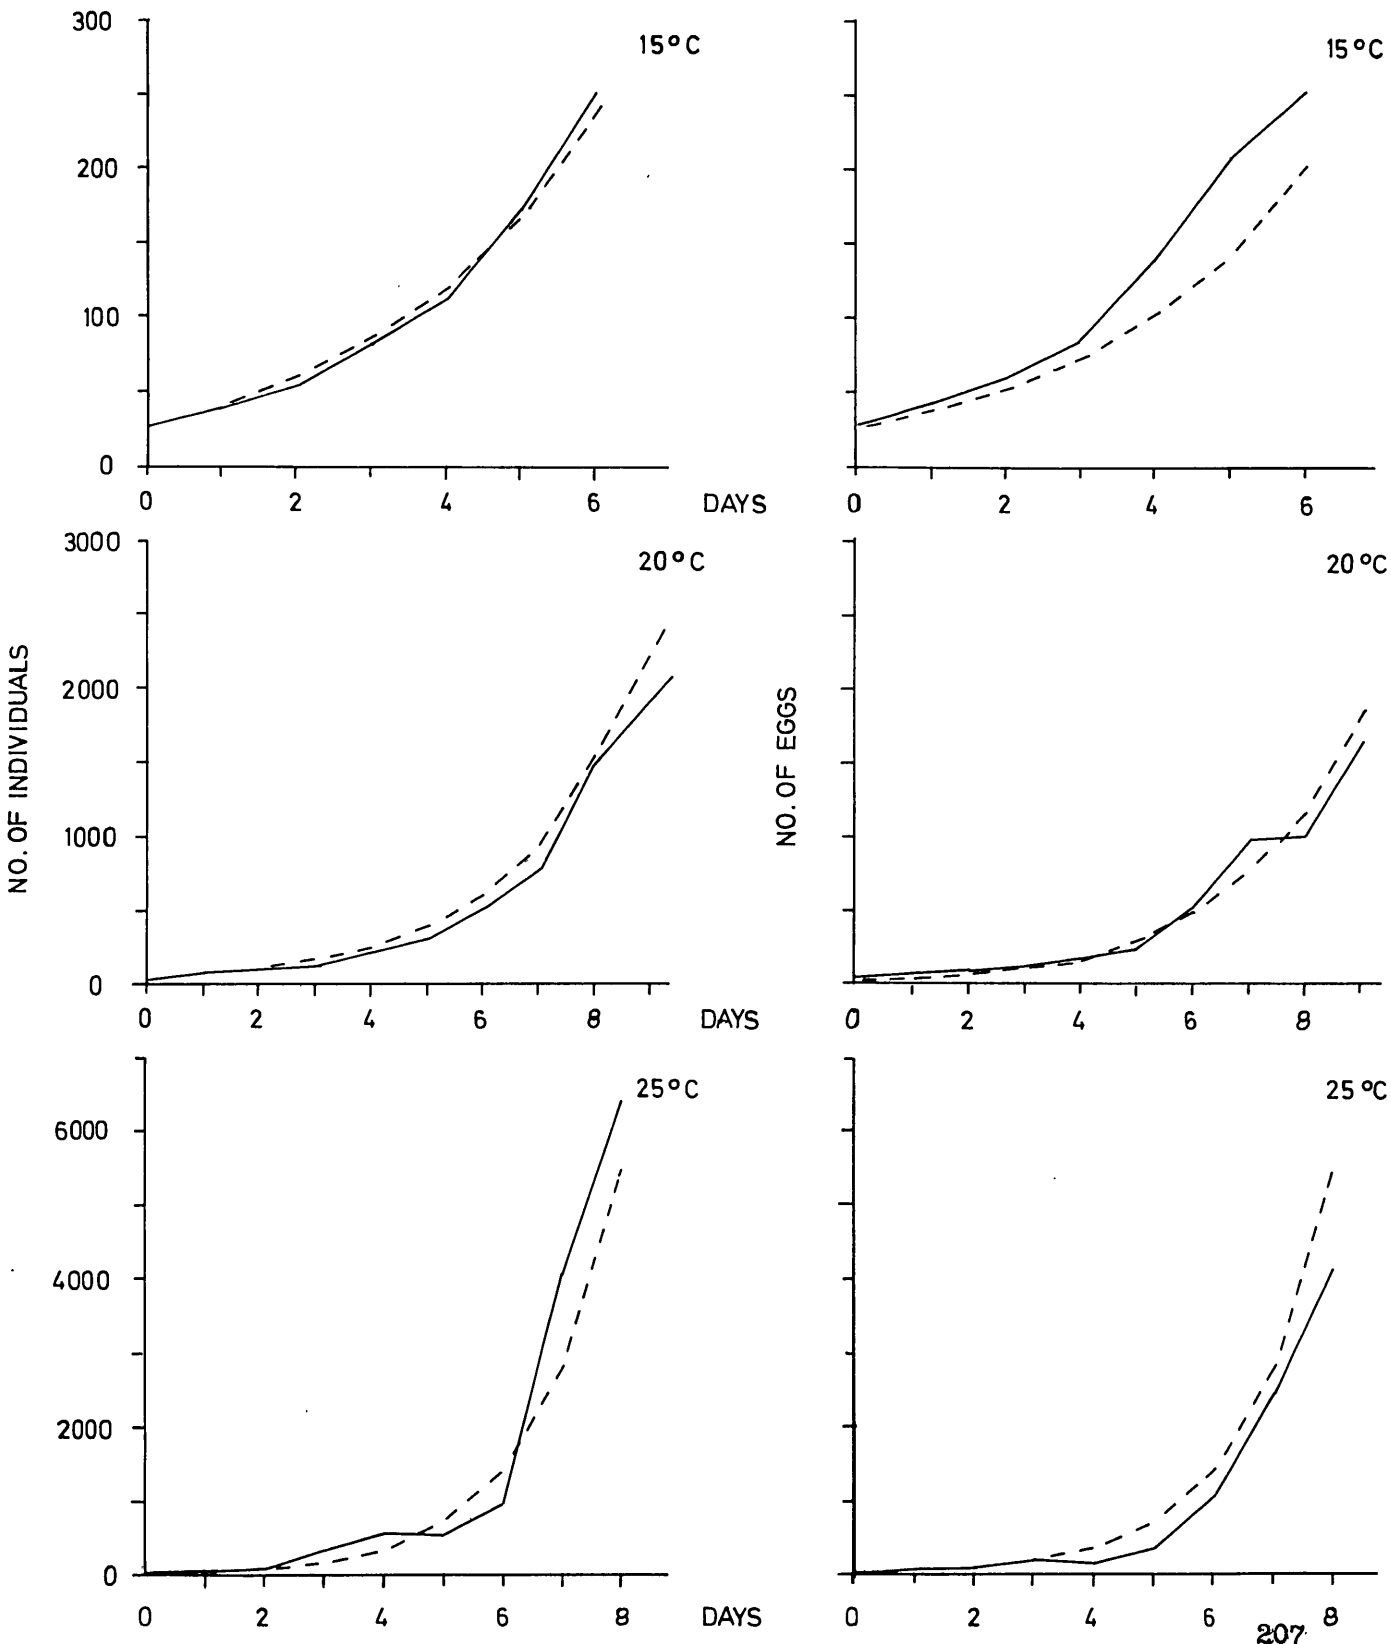 300
15°C
15°C
200
100
0
0 2 4 6 DAYS
0 2 4 6
3000
20°C
20°C
2000
NO. OF INDIVIDUALS
NO. OF EGGS
1000
0
0 2 4 6 8 DAYS
0 2 4 6 8
25°C
25°C
6000
4000
2000
0
0 2 4 6 8 DAYS
0 2 4 6 8
207